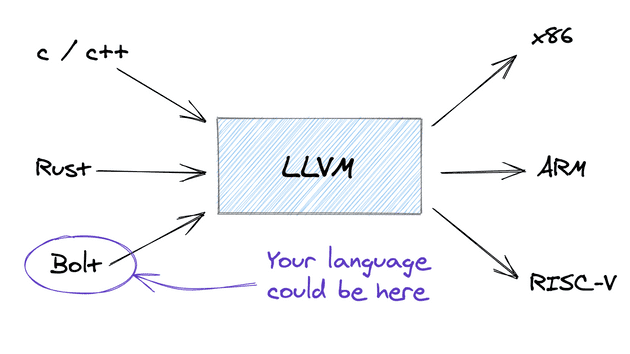 c / c++
x86
Rust
LLVM
ARM
Bolt
Your language
could be here
RISC-V